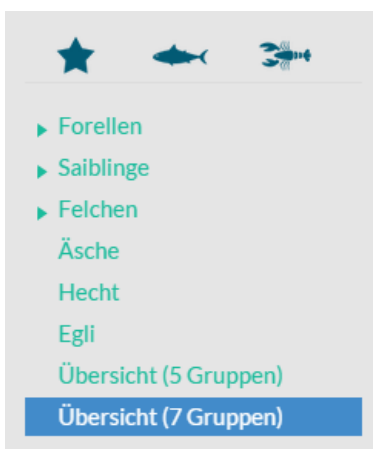 Forellen
Saiblinge
Felchen
Äsche
Hecht
Egli
Übersicht (5 Gruppen)
Übersicht (7 Gruppen)